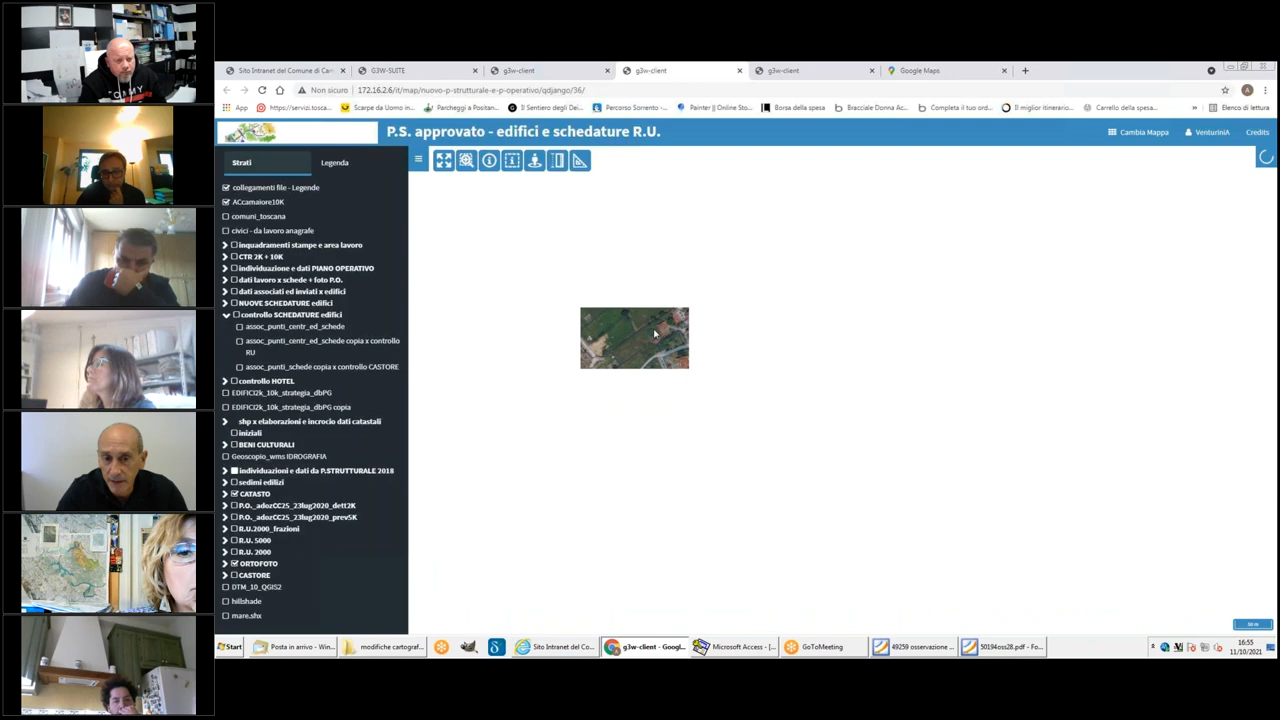 Sito Intranet del Comune di Can
G3W-SUITE
g3w-client
g3w-client
g3w-client
Google Maps
Non sicuro
172.16.2.6/it/map/nuovo-p-strutturale-e-p-operativo/qdjango/36/
App
https://servizi.tosca...
Scarpe da Uomo in...
Parcheggi a Positan...
Il Sentiero degli Dei...
Percorso Sorrento -...
Painter || Online Sto...
Borsa della spesa
Bracciale Donna Ac...
Completa il tuo ord...
Il miglior itinerario...
Carrello della spesa...
Elenco di lettura
P.S. approvato - edifici e schedature R.U.
Cambia Mappa
VenturiniA
Credits
Strati
Legenda
collegamenti file - Legende
ACcamaiore10K
comuni_toscana
civici - da lavoro anagrafe
inquadramenti stampe e area lavoro
CTR 2K + 10K
individuazione e dati PIANO OPERATIVO
dati lavoro x schede + foto P.O.
dati associati ed inviati x edifici
NUOVE SCHEDATURE edifici
controllo SCHEDATURE edifici
assoc_punti_centr_ed_schede
assoc_punti_centr_ed_schede copia x controllo
RU
assoc_punti_schede copia x controllo CASTORE
controllo HOTEL
EDIFICI2k_10k_strategia_dbPG
EDIFICI2k_10k_strategia_dbPG copia
shp x elaborazioni e incrocio dati catastali
iniziali
BENI CULTURALI
Geoscopio_wms IDROGRAFIA
individuazioni e dati da P.STRUTTURALE 2018
sedimi edilizi
CATASTO
P.O._adozCC25_23lug2020_dett2K
P.O._adozCC25_23lug2020_prev5K
R.U.2000_frazioni
R.U. 5000
R.U. 2000
ORTOFOTO
CASTORE
DTM_10_QGIS2
hillshade
mare.shx
50 m
Start
Posta in arrivo - Win...
modifiche cartograf...
Sito Intranet del Co...
g3w-client - Googl...
Microsoft Access - [...
GoToMeeting
49259 osservazione ...
50194oss28.pdf - Fo...
16:55
11/10/2021